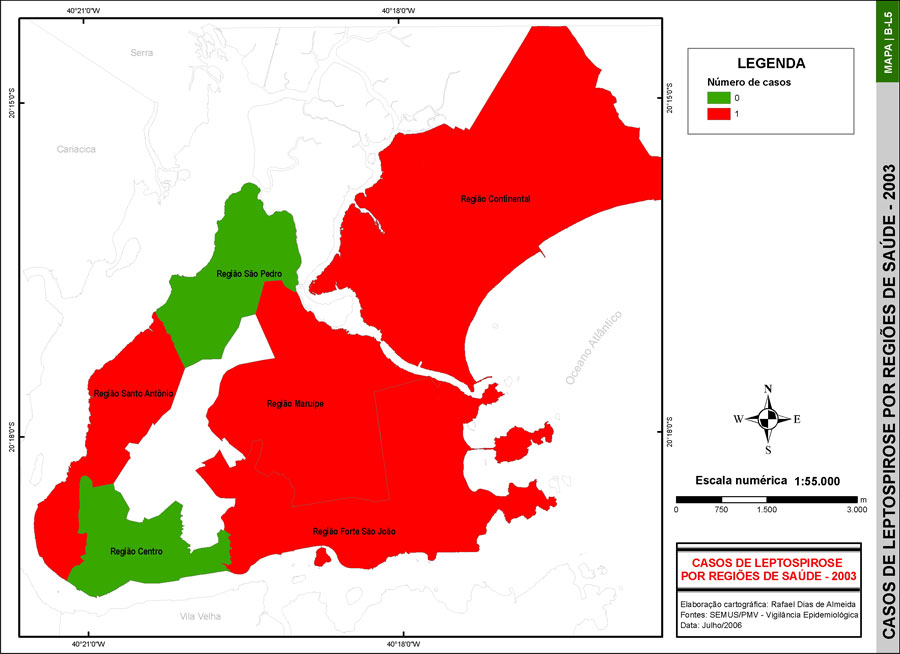 40°21'0"W
40°18'0"W
Serra
20°15'0"S
20°15'0"S
Cariacica
Região Continental
Região São Pedro
Oceano Atlântico
Região Santo Antônio
Região Maruípe
20°18'0"S
20°18'0"S
Região Forte São João
Região Centro
Vila Velha
40°21'0"W
40°18'0"W
LEGENDA
Número de casos
0
1
N
W
E
S
Escala numérica 1:55.000
m
0 750 1.500 3.000
CASOS DE LEPTOSPIROSE
POR REGIÕES DE SAÚDE - 2003
Elaboração cartográfica: Rafael Dias de Almeida
Fontes: SEMUS/PMV - Vigilância Epidemiológica
Data: Julho/2006
MAPA | B-L5
CASOS DE LEPTOSPIROSE POR REGIÕES DE SAÚDE - 2003